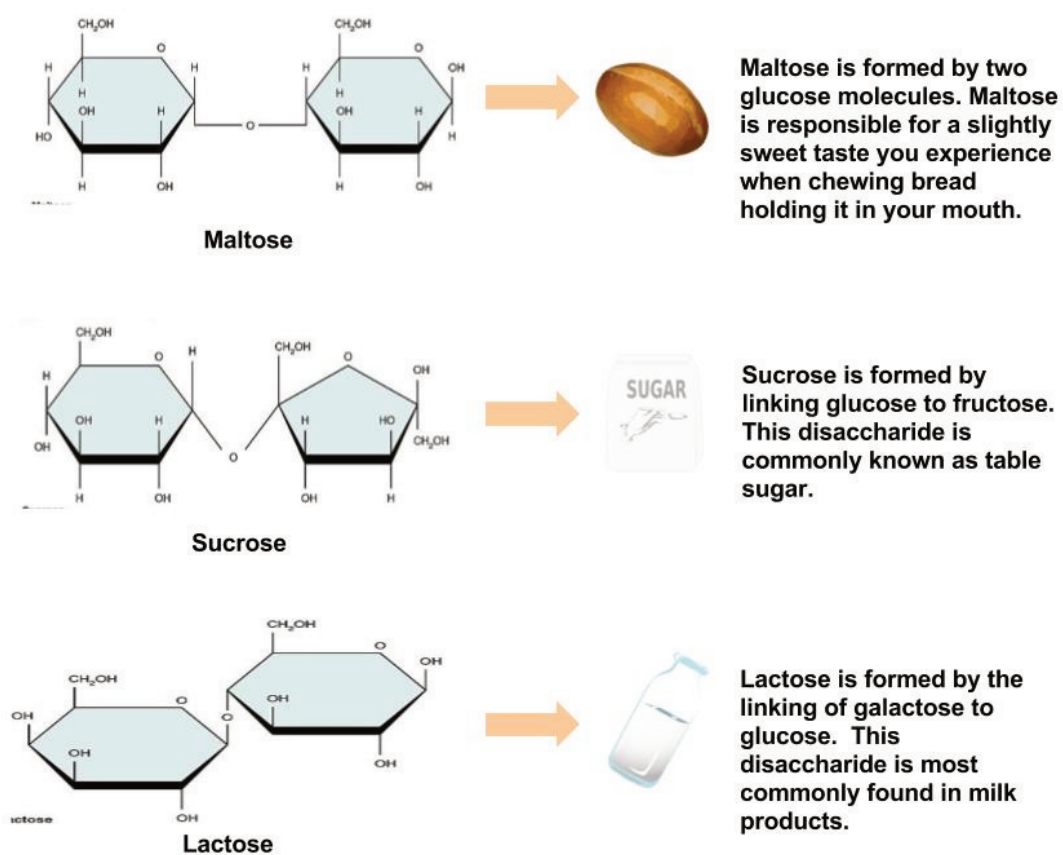 CH₂OH CH₂OH
O O
H H H H OH
H H
OH H OH H
HO O H
H OH H OH
Maltose
Maltose is formed by two
glucose molecules. Maltose
is responsible for a slightly
sweet taste you experience
when chewing bread
holding it in your mouth.
CH₂OH CH₂OH
O H O
H OH
OH H H HO
OH O CH₂OH
H OH OH H
Sucrose
SUGAR
Sucrose is formed by
linking glucose to fructose.
This disaccharide is
commonly known as table
sugar.
CH₂OH
O
OH
CH₂OH
O OH
OH O
OH OH
OH
Lactose
Lactose is formed by the
linking of galactose to
glucose. This
disaccharide is most
commonly found in milk
products.